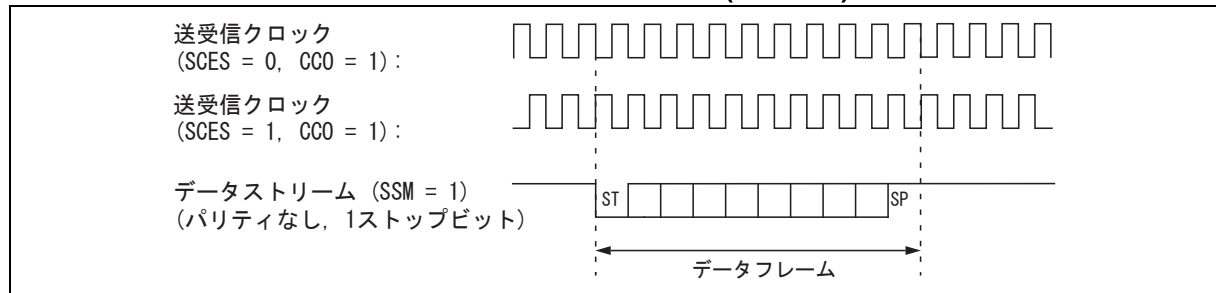 送受信クロック
(SCES = 0, CCO = 1):
送受信クロック
(SCES = 1, CCO = 1):
データストリーム (SSM = 1)
(パリティなし, 1ストップビット)
ST
SP
データフレーム